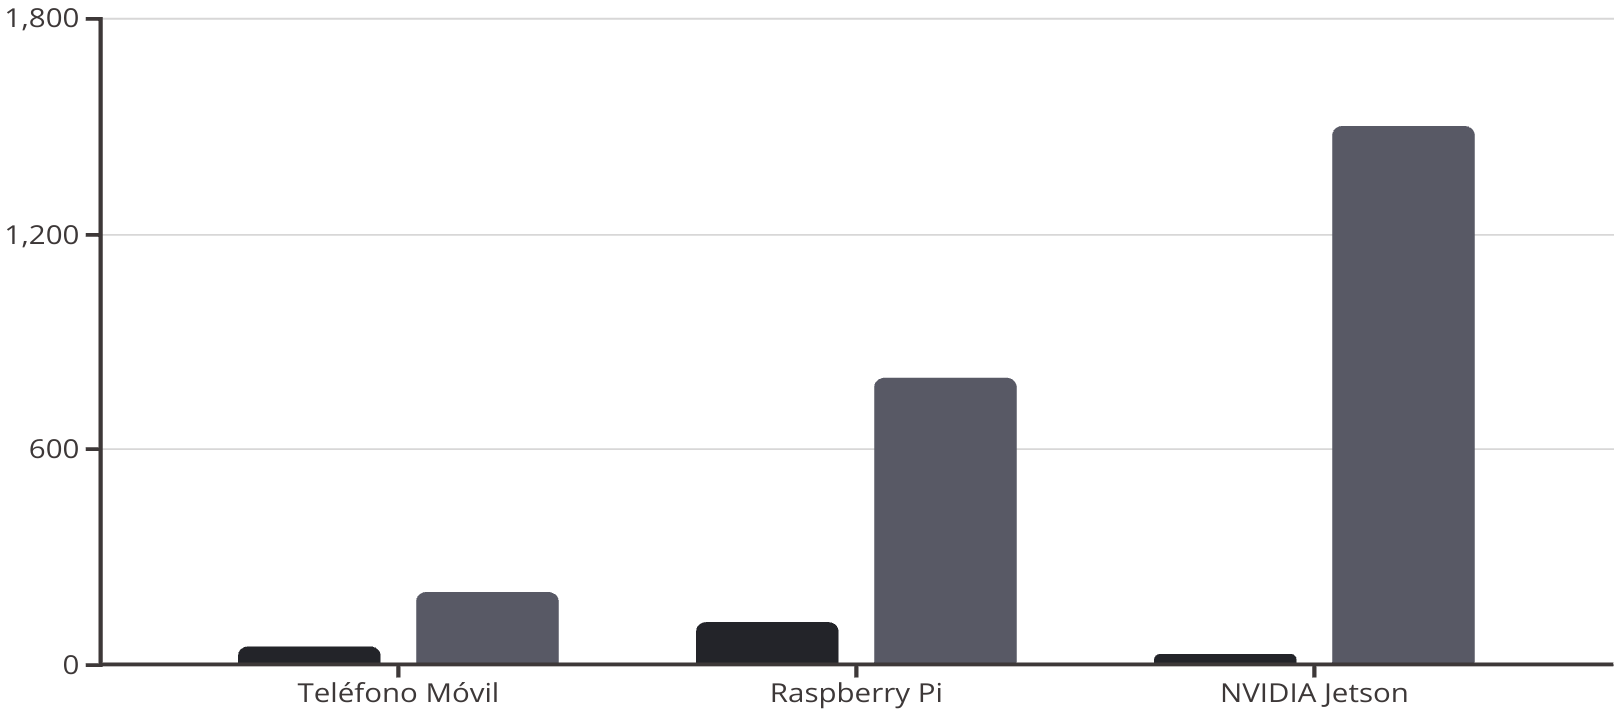 1,800
1,200
600
0
Teléfono Móvil
Raspberry Pi
NVIDIA Jetson